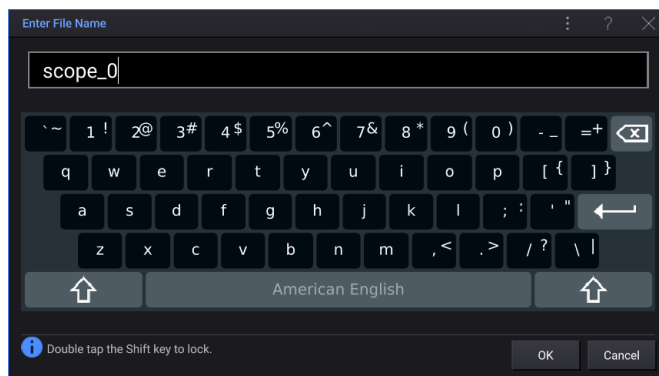 Enter File Name ⋮ ? ×
scope_0
` ~ 1 ! 2 @ 3 # 4 $ 5 % 6 ^ 7 & 8 * 9 ( 0 ) - _ = +
q w e r t y u i o p [ { ] }
a s d f g h j k l ; : ' "
z x c v b n m , < . > / ? \ |
American English
i Double tap the Shift key to lock.
OK Cancel